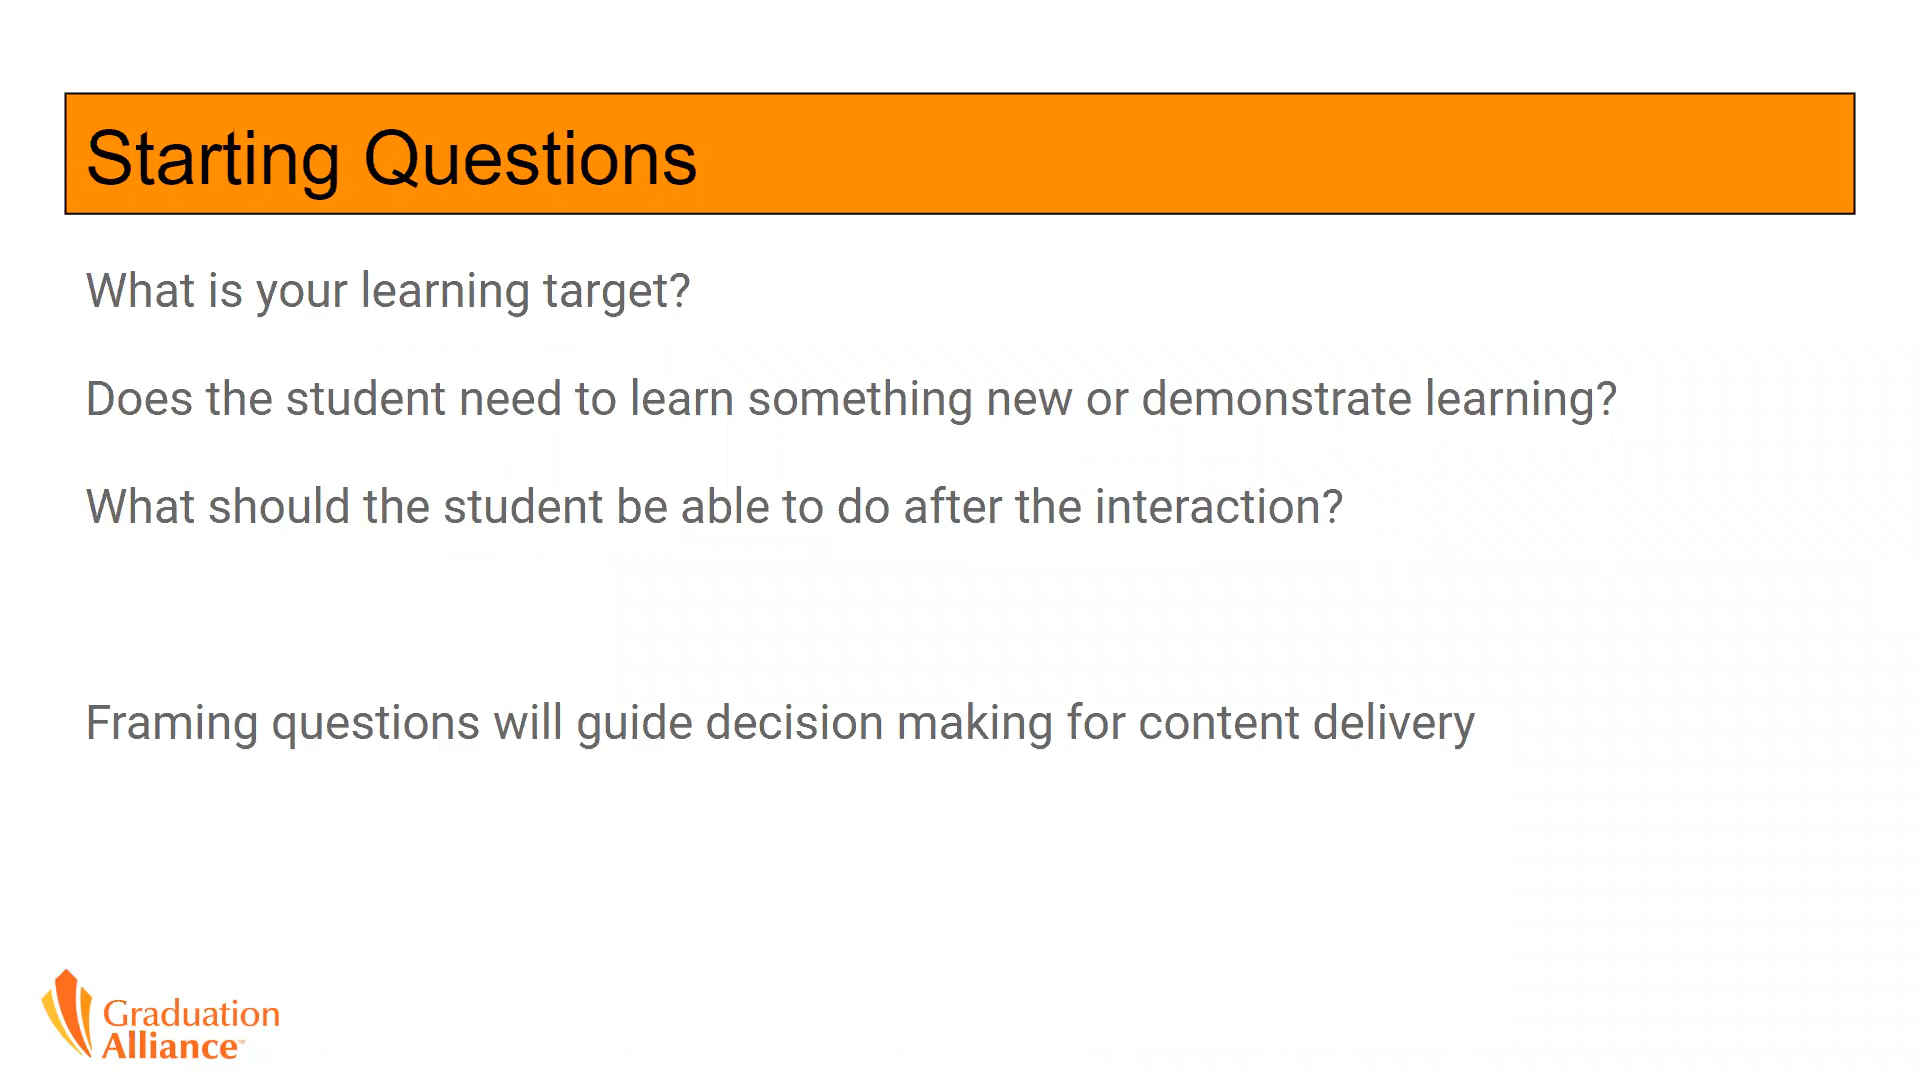 Starting Questions
What is your learning target?
Does the student need to learn something new or demonstrate learning?
What should the student be able to do after the interaction?
Framing questions will guide decision making for content delivery
Graduation
Alliance™